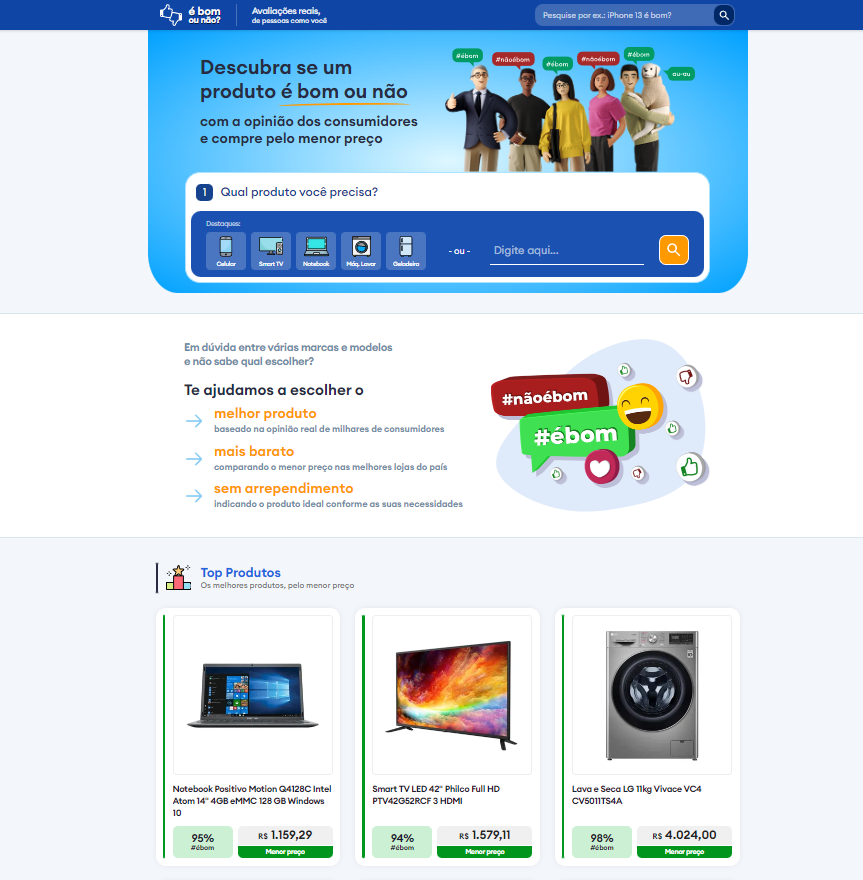 é bom
ou não?
Avaliações reais,
de pessoas como você
Pesquise por ex.: iPhone 13 é bom?
Descubra se um
produto é bom ou não
com a opinião dos consumidores
e compre pelo menor preço
#ébom
#nãoébom
#ébom
#nãoébom
#ébom
au-au
1 Qual produto você precisa?
Destaques:
Celular
Smart TV
Notebook
Máq. Lavar
Geladeira
- ou -
Digite aqui...
Em dúvida entre várias marcas e modelos
e não sabe qual escolher?
Te ajudamos a escolher o
melhor produto
baseado na opinião real de milhares de consumidores
mais barato
comparando o menor preço nas melhores lojas do país
sem arrependimento
indicando o produto ideal conforme as suas necessidades
#nãoébom
#ébom
Top Produtos
Os melhores produtos, pelo menor preço
Notebook Positivo Motion Q4128C Intel
Atom 14" 4GB eMMC 128 GB Windows
10
95%
#ébom
R$ 1.159,29
Menor preço
Smart TV LED 42" Philco Full HD
PTV42G52RCF 3 HDMI
94%
#ébom
R$ 1.579,11
Menor preço
Lava e Seca LG 11kg Vivace VC4
CV5011TS4A
98%
#ébom
R$ 4.024,00
Menor preço